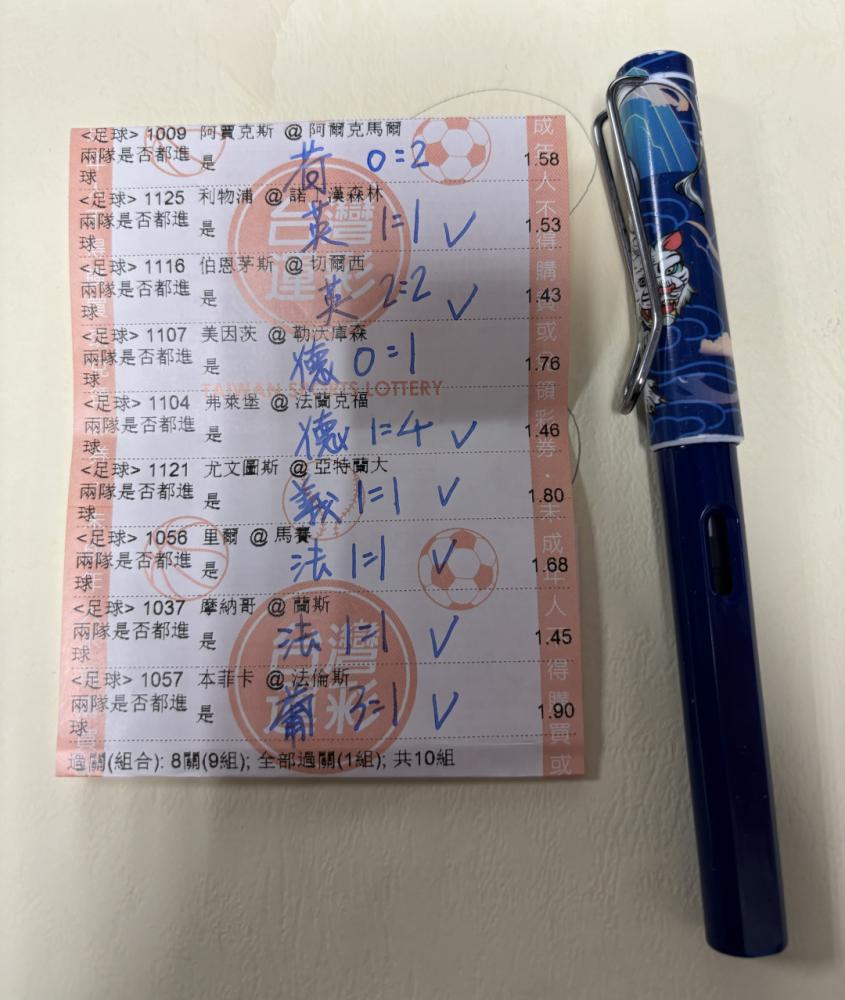 <足球> 1009 阿賈克斯 @ 阿爾克馬爾
兩隊是否都進球 是 荷 0=2 1.58
<足球> 1125 利物浦 @ 諾丁漢森林
兩隊是否都進球 是 英 1=1 ✓ 1.53
<足球> 1116 伯恩茅斯 @ 切爾西
兩隊是否都進球 是 英 2=2 ✓ 1.43
<足球> 1107 美因茨 @ 勒沃庫森
兩隊是否都進球 是 德 0=1 1.76
TAIWAN SPORTS LOTTERY
<足球> 1104 弗萊堡 @ 法蘭克福
兩隊是否都進球 是 德 1=4 ✓ 1.46
<足球> 1121 尤文圖斯 @ 亞特蘭大
兩隊是否都進球 是 義 1=1 ✓ 1.80
<足球> 1056 里爾 @ 馬賽
兩隊是否都進球 是 法 1=1 ✓ 1.68
<足球> 1037 摩納哥 @ 蘭斯
兩隊是否都進球 是 法 1=1 ✓ 1.45
<足球> 1057 本菲卡 @ 法倫斯
兩隊是否都進球 是 葡 3=1 ✓ 1.90
過關(組合): 8關(9組); 全部過關(1組); 共10組
台灣運彩
台灣運彩
成年人不得購買或領彩券．未成年人不得購買或